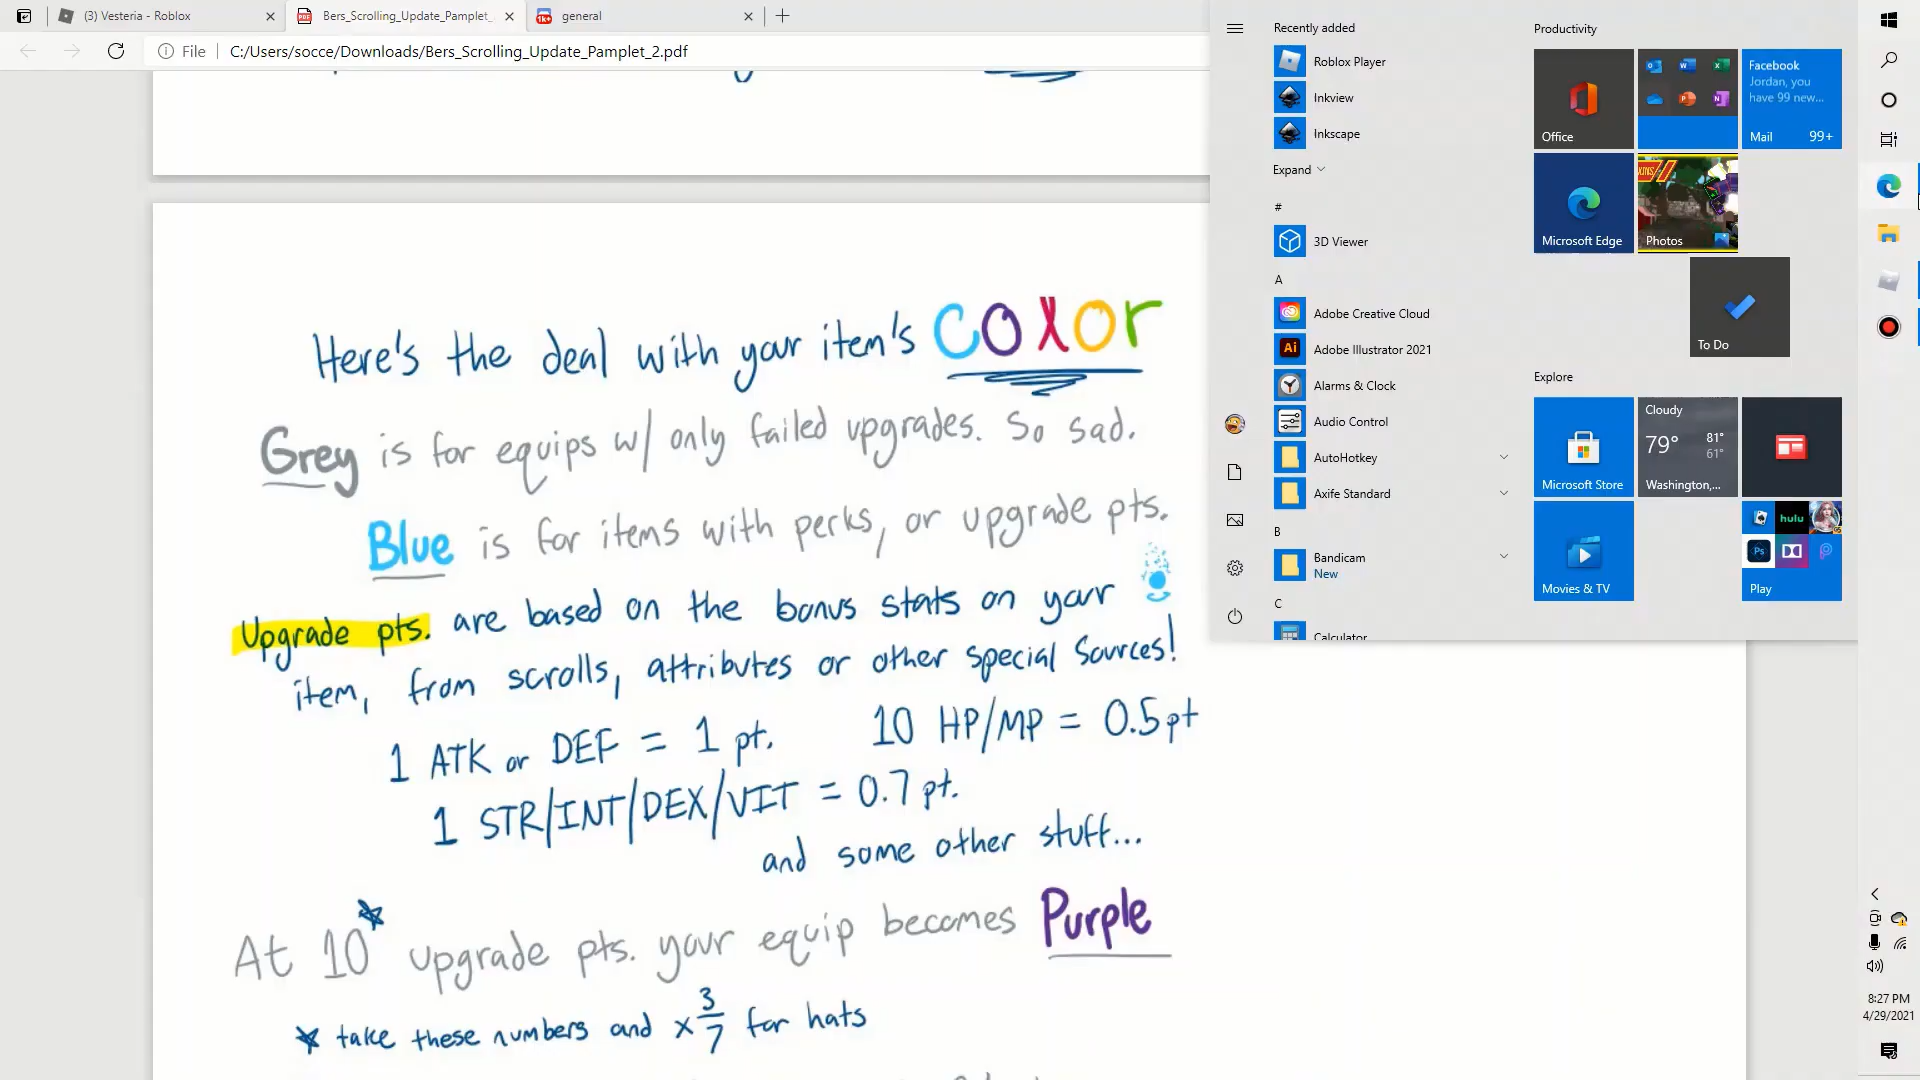 (3) Vesteria - Roblox
Bers_Scrolling_Update_Pamplet_
1k+
general
File
C:/Users/socce/Downloads/Bers_Scrolling_Update_Pamplet_2.pdf
Here's the deal with your item's COLOr
Grey is for equips w/ only failed upgrades. So sad.
Blue is for items with perks, or upgrade pts.
Upgrade pts. are based on the bonus stats on your
item, from scrolls, attributes or other special sources!
1 ATK or DEF = 1 pt. 10 HP/MP = 0.5pt
1 STR/INT/DEX/VIT = 0.7 pt.
and some other stuff...
At 10* upgrade pts. your equip becomes Purple
* take these numbers and x 3/7 for hats
Recently added
Roblox Player
Inkview
Inkscape
Expand
#
3D Viewer
A
Adobe Creative Cloud
Ai
Adobe Illustrator 2021
Alarms & Clock
Audio Control
AutoHotkey
Axife Standard
B
Bandicam
New
C
Calculator
Productivity
Office
Facebook
Jordan, you
have 99 new...
Mail 99+
Microsoft Edge
Photos
To Do
Explore
Microsoft Store
Cloudy
79° 81°
61°
Washington,...
Movies & TV
hulu
Ps
Play
8:27 PM
4/29/2021